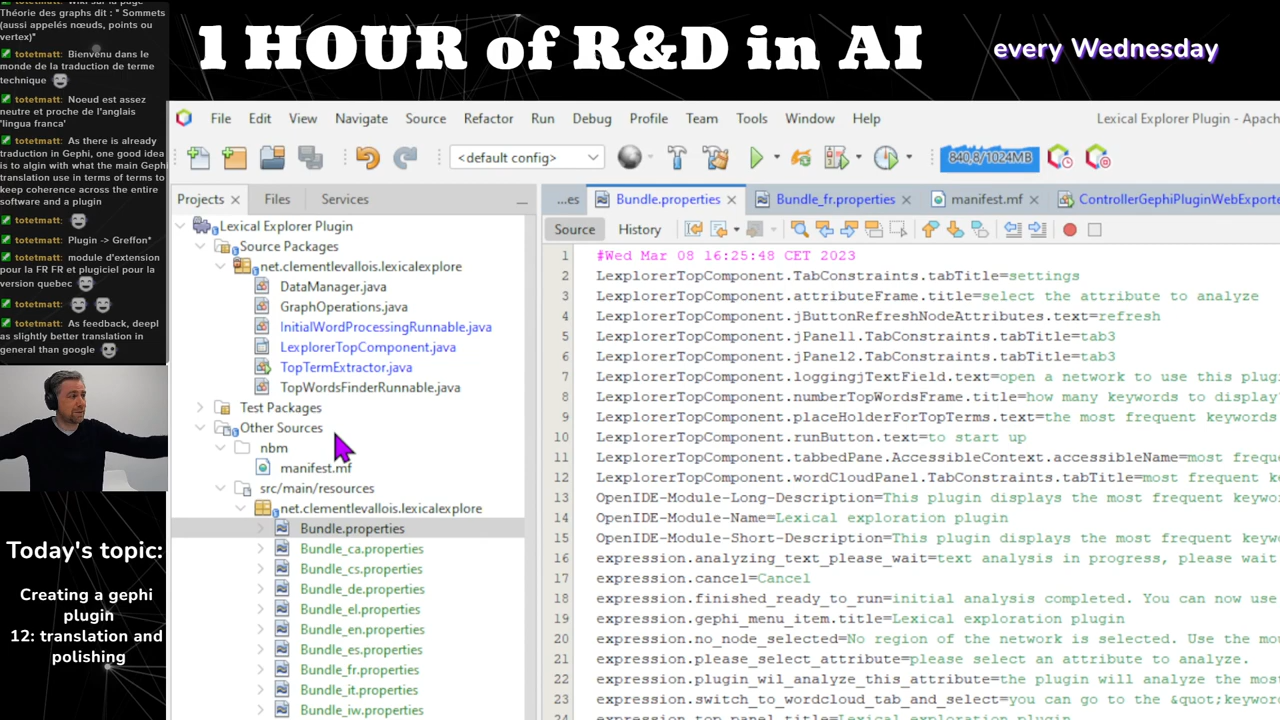 Wiki sur la page
Théorie des graphs dit : " Sommets
(aussi appelés nœuds, points ou
vertex)"
totetmatt: Bienvenu dans le
monde de la traduction de terme
technique
totetmatt: Noeud est assez
neutre et proche de l'anglais
'lingua franca'
totetmatt: As there is already
traduction in Gephi, one good idea
is to algin with what the main Gephi
translation use in terms of terms to
keep coherence across the entire
software and a plugin
totetmatt:
totetmatt: Plugin -> Greffon*
totetmatt: module d'extension
pour la FR FR et plugiciel pour la
version quebec
totetmatt:
totetmatt: As feedback, deepl
as slightly better translation in
general than google
Today's topic:
Creating a gephi
plugin
12: translation and
polishing
1 HOUR of R&D in AI
every Wednesday
File Edit View Navigate Source Refactor Run Debug Profile Team Tools Window Help
Lexical Explorer Plugin - Apach
<default config>
840,8/1024MB
Projects Files Services
Lexical Explorer Plugin
Source Packages
net.clementlevallois.lexicalexplore
DataManager.java
GraphOperations.java
InitialWordProcessingRunnable.java
LexplorerTopComponent.java
TopTermExtractor.java
TopWordsFinderRunnable.java
Test Packages
Other Sources
nbm
manifest.mf
src/main/resources
net.clementlevallois.lexicalexplore
Bundle.properties
Bundle_ca.properties
Bundle_cs.properties
Bundle_de.properties
Bundle_el.properties
Bundle_en.properties
Bundle_es.properties
Bundle_fr.properties
Bundle_it.properties
Bundle_iw.properties
...es Bundle.properties Bundle_fr.properties manifest.mf ControllerGephiPluginWebExporte
Source History
1 #Wed Mar 08 16:25:48 CET 2023
2 LexplorerTopComponent.TabConstraints.tabTitle=settings
3 LexplorerTopComponent.attributeFrame.title=select the attribute to analyze
4 LexplorerTopComponent.jButtonRefreshNodeAttributes.text=refresh
5 LexplorerTopComponent.jPanel1.TabConstraints.tabTitle=tab3
6 LexplorerTopComponent.jPanel2.TabConstraints.tabTitle=tab3
7 LexplorerTopComponent.loggingjTextField.text=open a network to use this plugi
8 LexplorerTopComponent.numberTopWordsFrame.title=how many keywords to display?
9 LexplorerTopComponent.placeHolderForTopTerms.text=the most frequent keywords
10 LexplorerTopComponent.runButton.text=to start up
11 LexplorerTopComponent.tabbedPane.AccessibleContext.accessibleName=most freque
12 LexplorerTopComponent.wordCloudPanel.TabConstraints.tabTitle=most frequent k
13 OpenIDE-Module-Long-Description=This plugin displays the most frequent keywo
14 OpenIDE-Module-Name=Lexical exploration plugin
15 OpenIDE-Module-Short-Description=This plugin displays the most frequent keyw
16 expression.analyzing_text_please_wait=text analysis in progress, please wait
17 expression.cancel=Cancel
18 expression.finished_ready_to_run=initial analysis completed. You can now use
19 expression.gephi_menu_item.title=Lexical exploration plugin
20 expression.no_node_selected=No region of the network is selected. Use the mo
21 expression.please_select_attribute=please select an attribute to analyze.
22 expression.plugin_wil_analyze_this_attribute=the plugin will analyze the most
23 expression.switch_to_wordcloud_tab_and_select=you can go to the &quot;keywor
24 expression.top_panel_title=Lexical exploration plugin